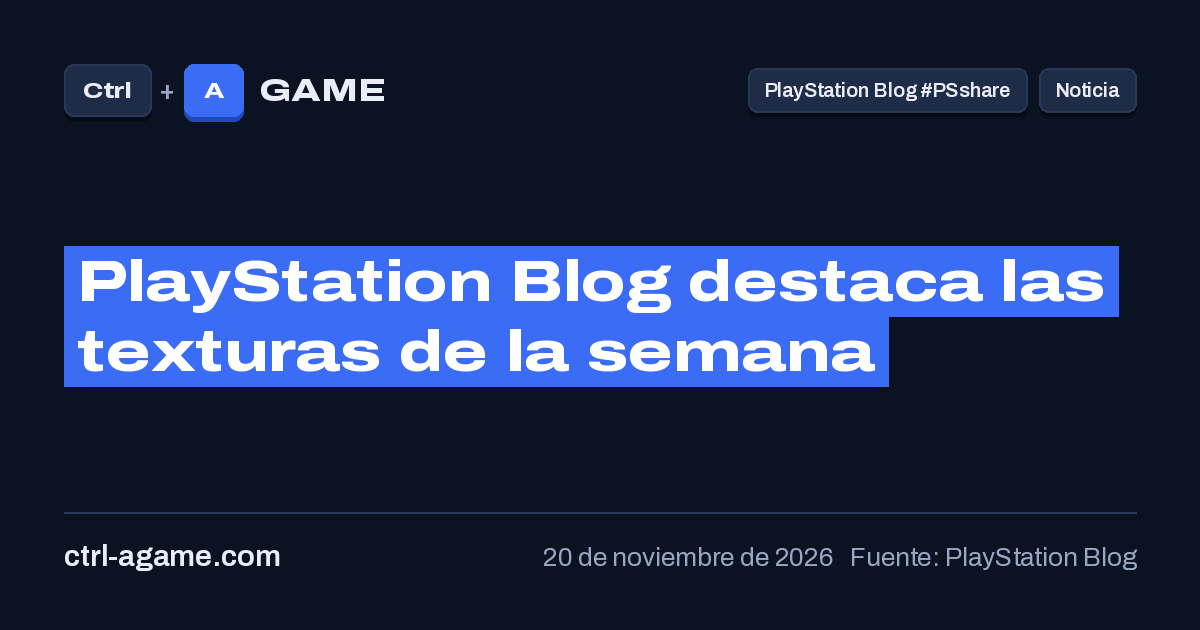 Ctrl + A GAME
PlayStation Blog #PSshare
Noticia
PlayStation Blog destaca las
texturas de la semana
ctrl-agame.com
20 de noviembre de 2026 Fuente: PlayStation Blog